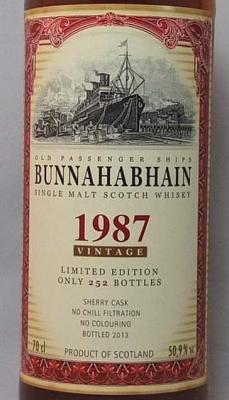 OLD PASSENGER SHIPS
BUNNAHABHAIN
SINGLE MALT SCOTCH WHISKY
1987
VINTAGE
LIMITED EDITION
ONLY 252 BOTTLES
SHERRY CASK
NO CHILL FILTRATION
NO COLOURING
BOTTLED 2013
70 cl
50,9%
PRODUCT OF SCOTLAND